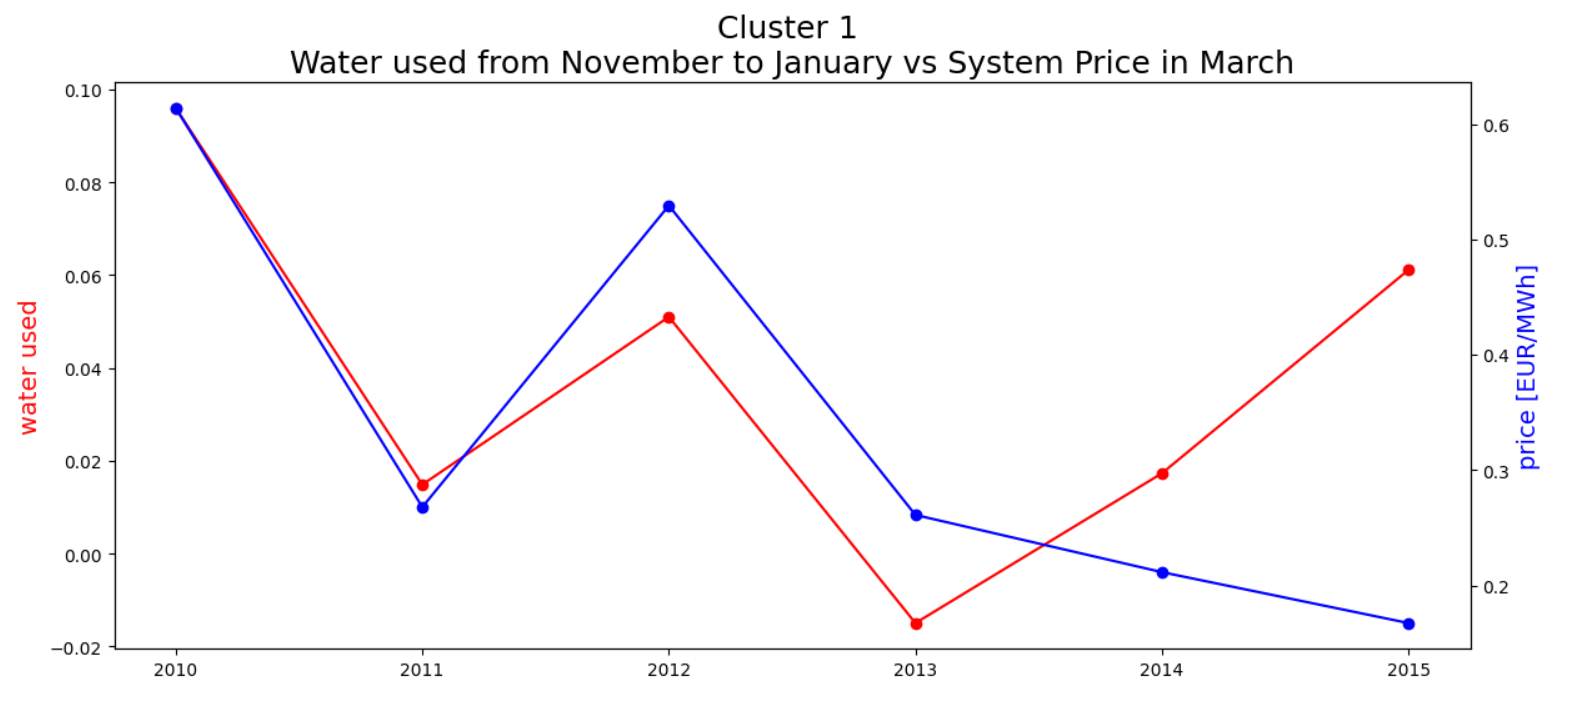 Cluster 1
Water used from November to January vs System Price in March
0.10
0.08
0.06
0.04
0.02
0.00
−0.02
water used
0.6
0.5
0.4
0.3
0.2
price [EUR/MWh]
2010 2011 2012 2013 2014 2015